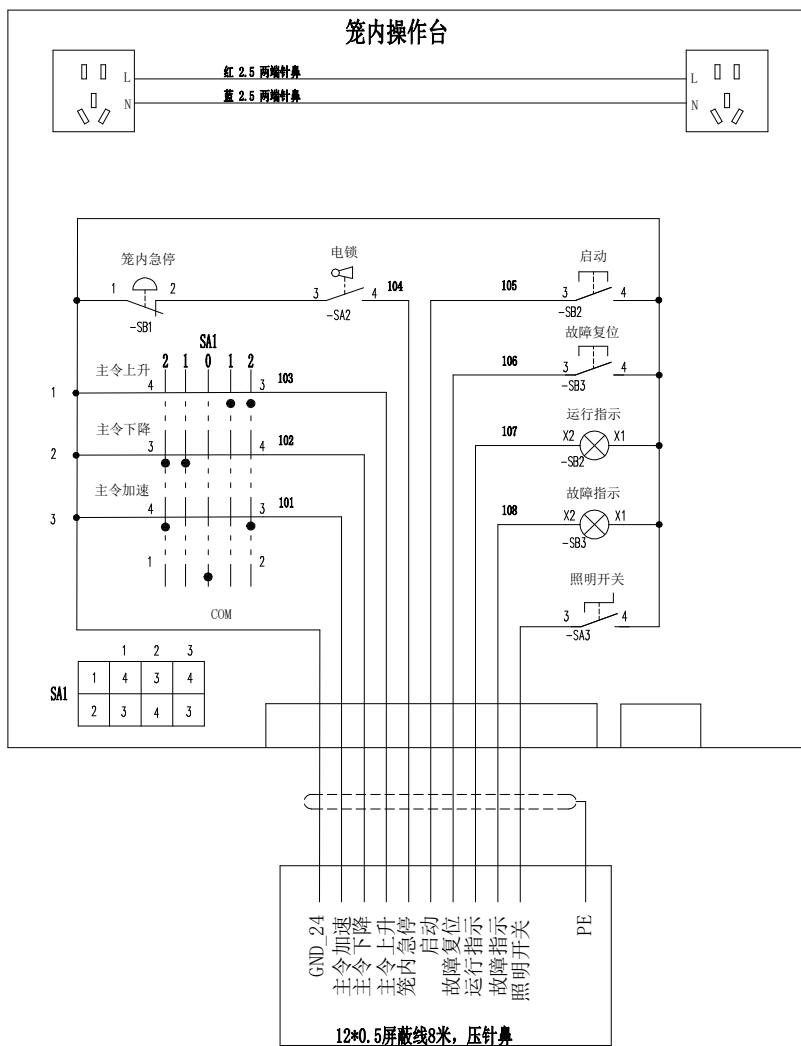 笼内操作台
L 红 2.5 两端针鼻 L
N 蓝 2.5 两端针鼻 N
笼内急停 电锁 启动
1 2 3 4 104 105 3 4
-SB1 -SA2 -SB2
SA1 故障复位
主令上升 2 1 0 1 2 106 3 4
1 4 3 103 -SB3
主令下降 运行指示
2 3 4 102 107 X2 X1
-SB2
主令加速 故障指示
3 4 3 101 108 X2 X1
-SB3
1 2 照明开关
COM 3 4
-SA3
1 2 3
SA1 1 4 3 4
2 3 4 3
GND_24
主令加速
主令下降
主令上升
笼内急停
启动
故障复位
运行指示
故障指示
照明开关
PE
12*0.5屏蔽线8米，压针鼻